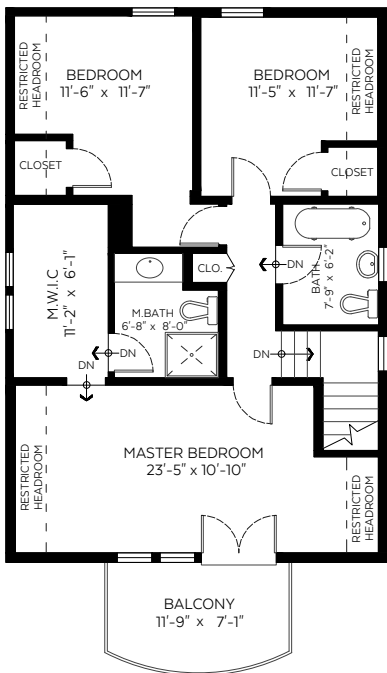 RESTRICTED
HEADROOM
BEDROOM
11'-6" x 11'-7"
BEDROOM
11'-5" x 11'-7"
RESTRICTED
HEADROOM
CLOSET
CLOSET
M.W.I.C
11'-2" x 6'-1"
CLO.
DN
BATH
7'-9" x 6'-2"
M.BATH
6'-8" x 8'-0"
DN
DN
DN
RESTRICTED
HEADROOM
MASTER BEDROOM
23'-5" x 10'-10"
RESTRICTED
HEADROOM
BALCONY
11'-9" x 7'-1"